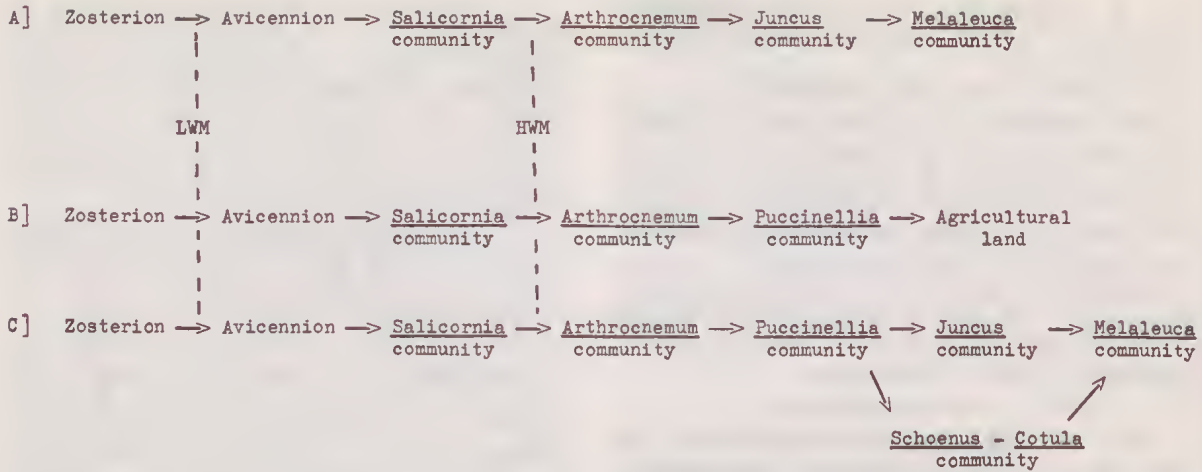 A] Zosterion → Avicennion → Salicornia → Arthrocnemum → Juncus → Melaleuca
community community community community
LWM HWM
B] Zosterion → Avicennion → Salicornia → Arthrocnemum → Puccinellia → Agricultural
community community community land
C] Zosterion → Avicennion → Salicornia → Arthrocnemum → Puccinellia → Juncus → Melaleuca
community community community community community
Schoenus - Cotula
community